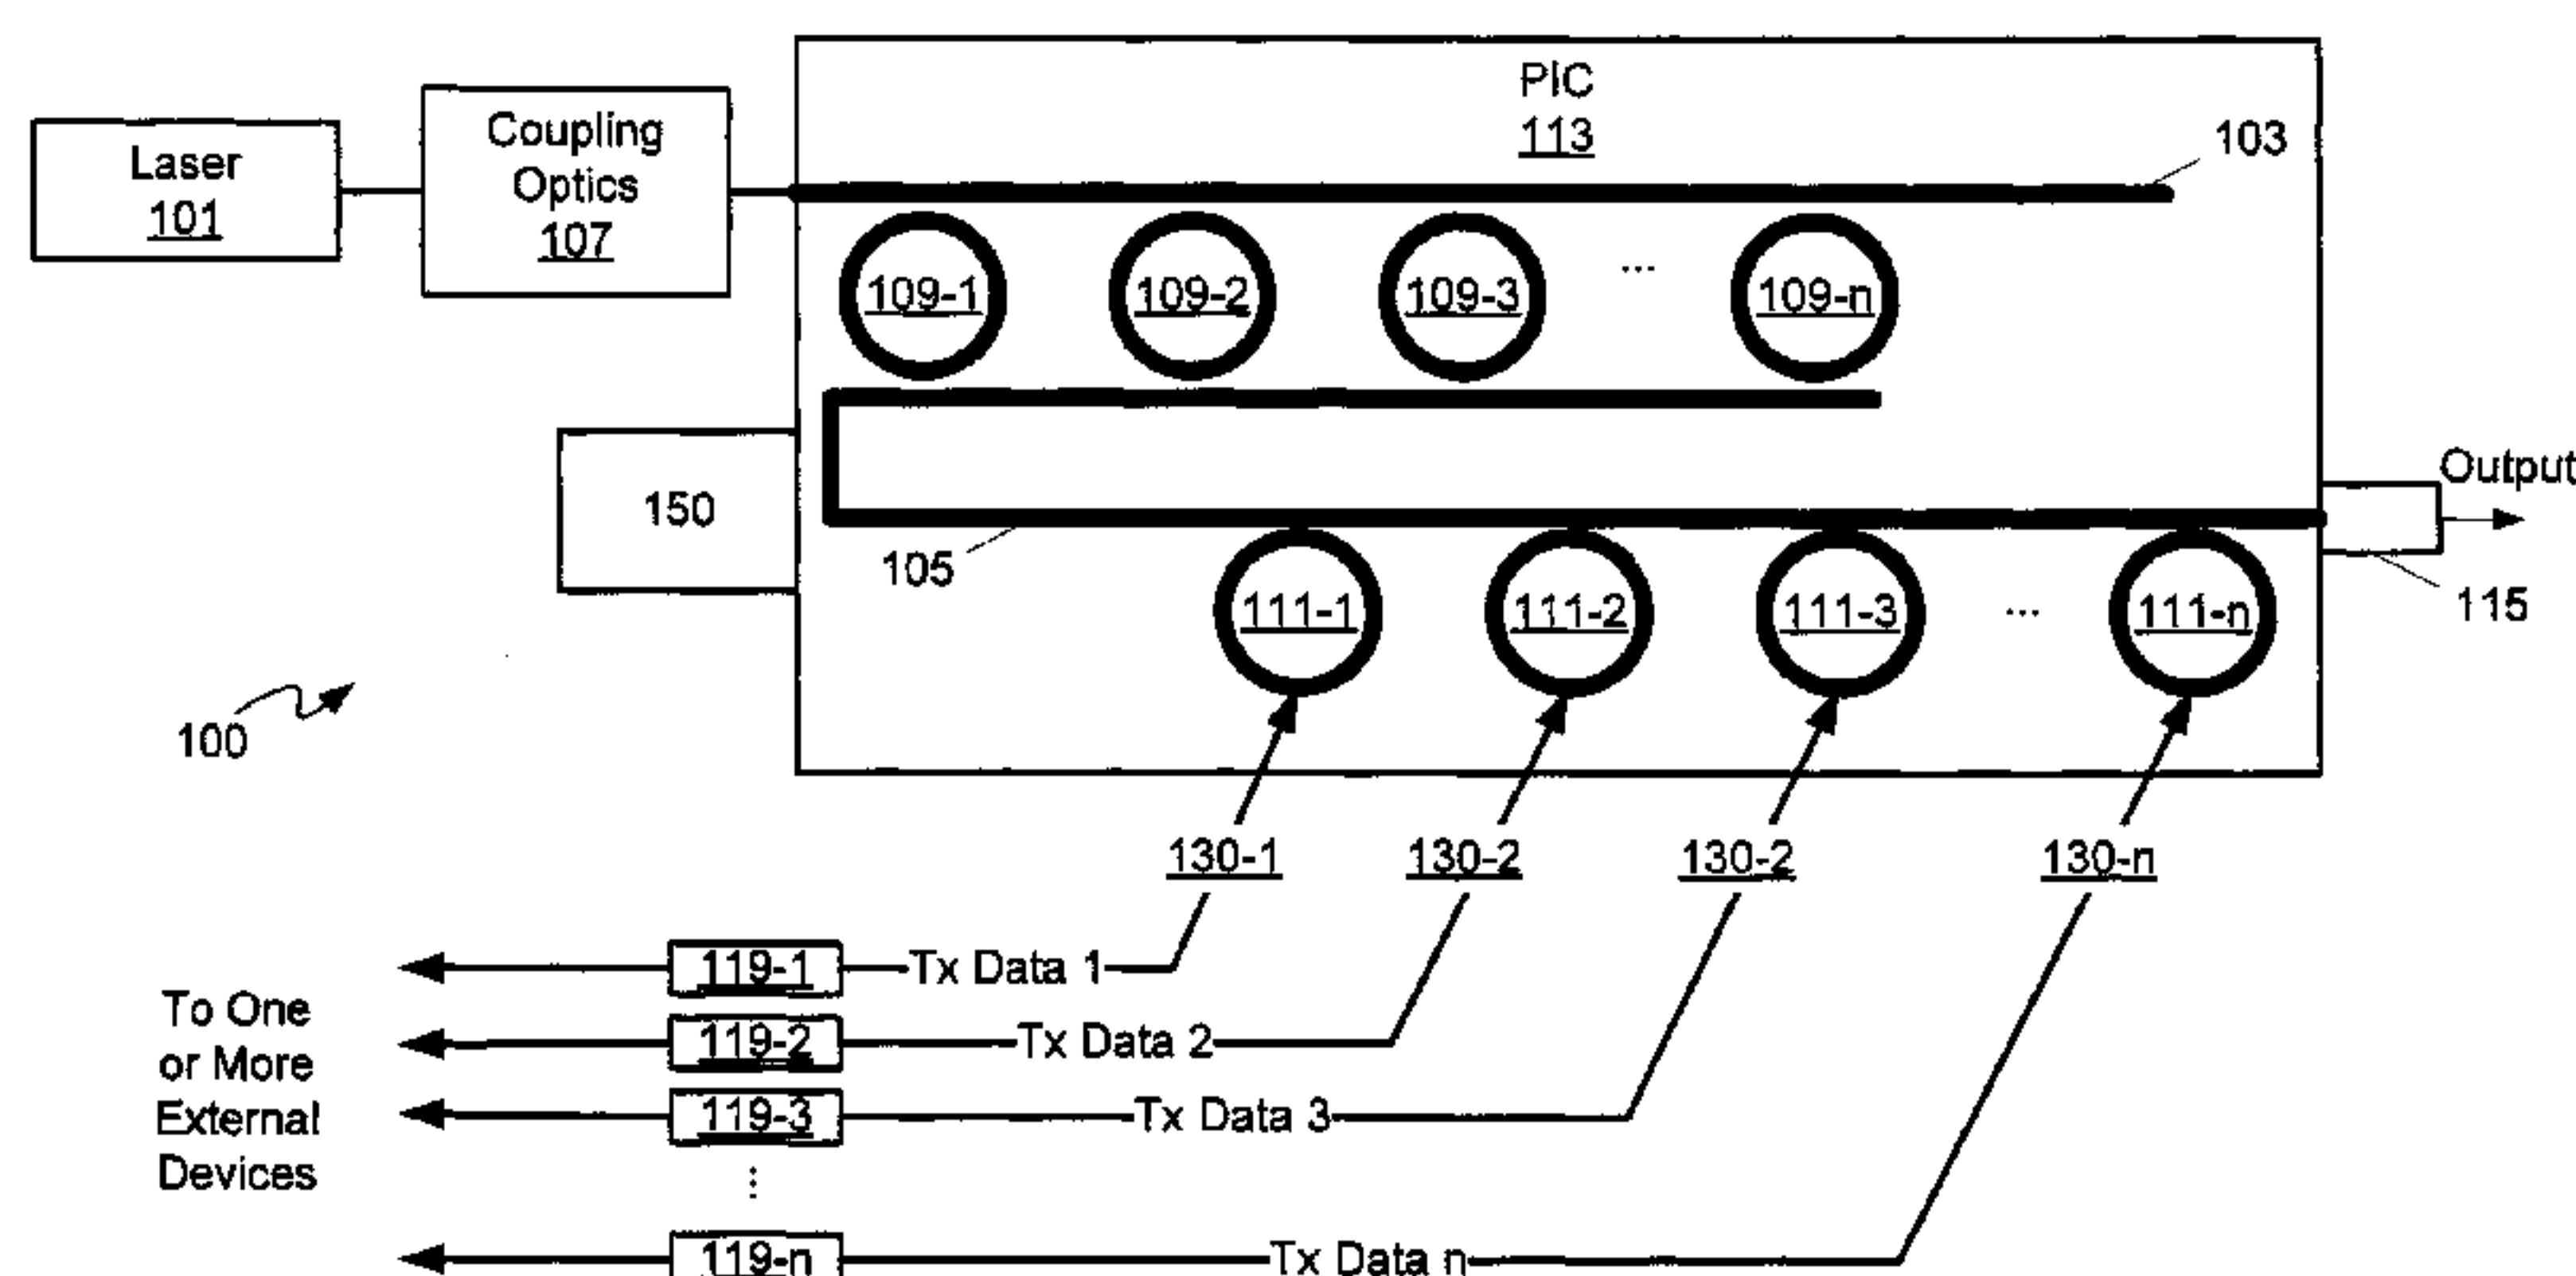 PIC
113
103
Laser
101
Coupling
Optics
107
109-1
109-2
109-3
...
109-n
150
105
Output
115
111-1
111-2
111-3
...
111-n
100
130-1
130-2
130-2
130-n
To One
or More
External
Devices
119-1
Tx Data 1
119-2
Tx Data 2
119-3
Tx Data 3
...
119-n
Tx Data n